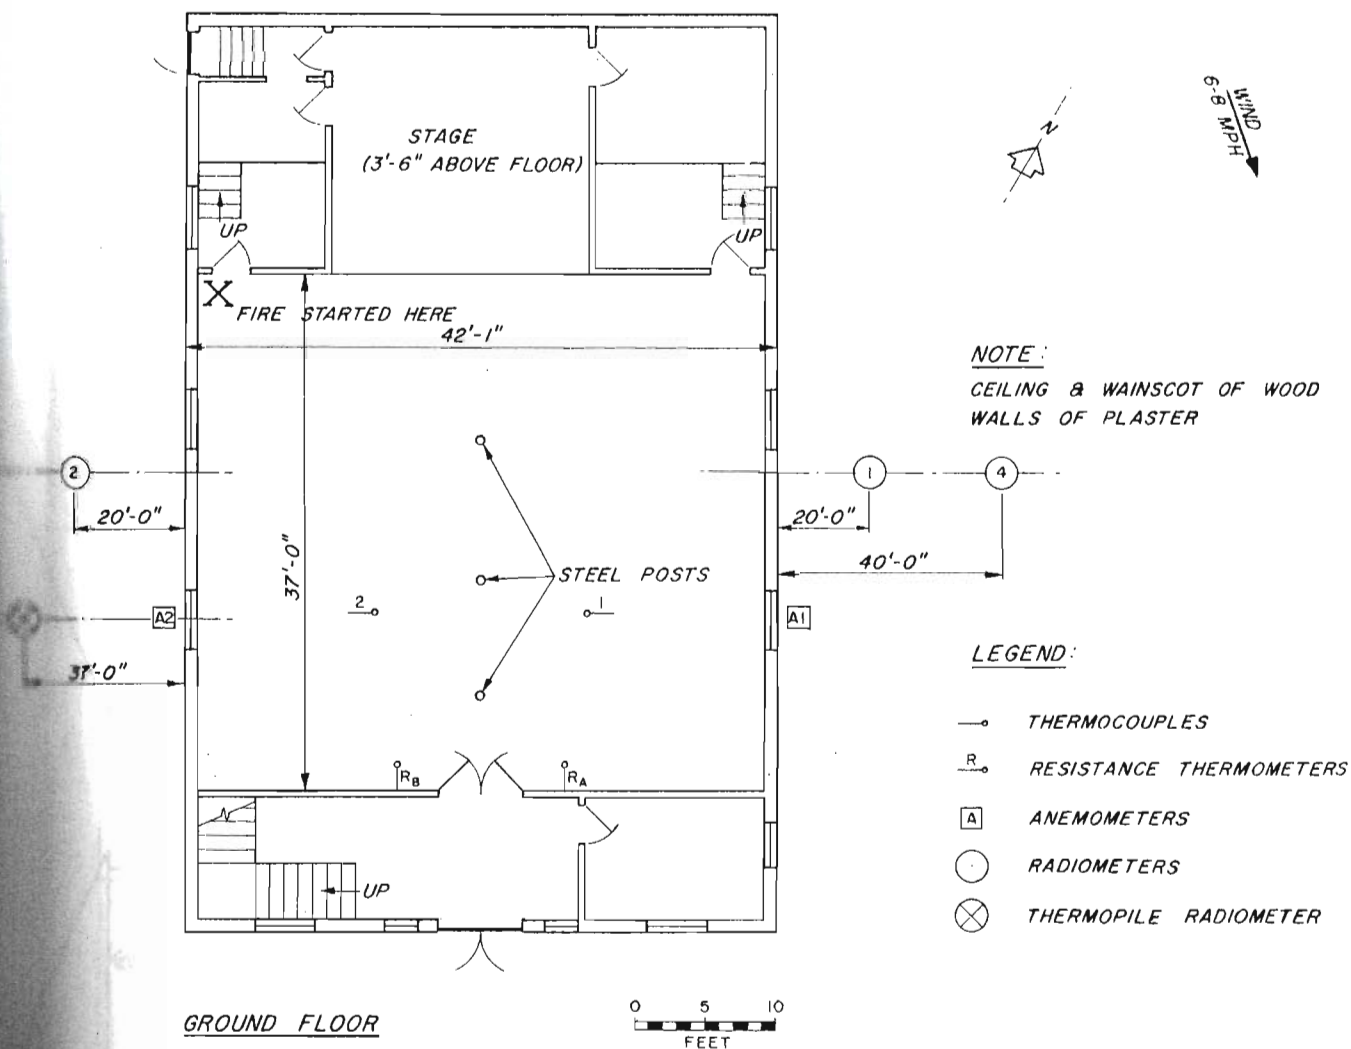 STAGE
(3'-6" ABOVE FLOOR)
UP
UP
N
WIND
6-8 MPH
FIRE STARTED HERE
42'-1"
NOTE:
CEILING & WAINSCOT OF WOOD
WALLS OF PLASTER
2
1
4
20'-0"
20'-0"
40'-0"
37'-0"
STEEL POSTS
2
1
A2
A1
37'-0"
LEGEND:
THERMOCOUPLES
R
RESISTANCE THERMOMETERS
A
ANEMOMETERS
RADIOMETERS
THERMOPILE RADIOMETER
RB
RA
UP
GROUND FLOOR
0 5 10
FEET